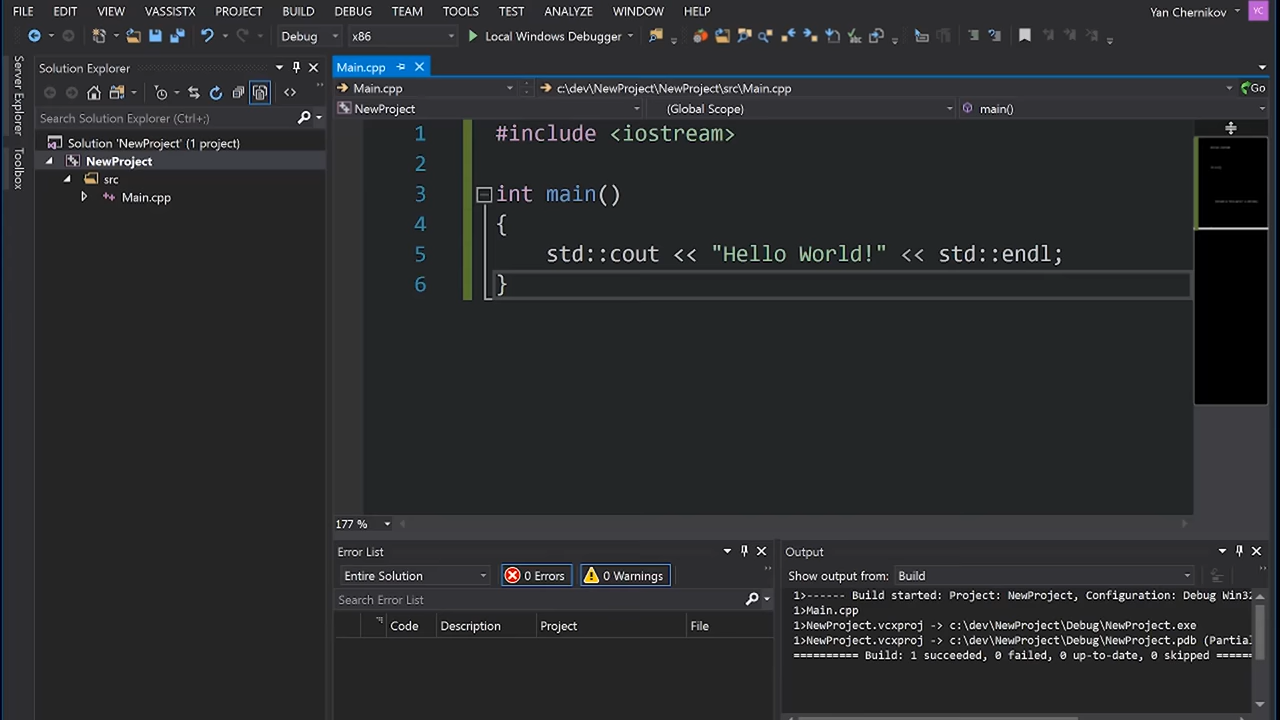 FILE EDIT VIEW VASSISTX PROJECT BUILD DEBUG TEAM TOOLS TEST ANALYZE WINDOW HELP Yan Chernikov YC
Debug x86 Local Windows Debugger
Server Explorer
Toolbox
Solution Explorer
Search Solution Explorer (Ctrl+;)
Solution 'NewProject' (1 project)
NewProject
src
Main.cpp
Main.cpp
Main.cpp c:\dev\NewProject\NewProject\src\Main.cpp Go
NewProject (Global Scope) main()
1 #include <iostream>
2
3 int main()
4 {
5 std::cout << "Hello World!" << std::endl;
6 }
177 %
Error List
Entire Solution 0 Errors 0 Warnings
Search Error List
Code Description Project File
Output
Show output from: Build
1>------ Build started: Project: NewProject, Configuration: Debug Win32
1>Main.cpp
1>NewProject.vcxproj -> c:\dev\NewProject\Debug\NewProject.exe
1>NewProject.vcxproj -> c:\dev\NewProject\Debug\NewProject.pdb (Partial
========== Build: 1 succeeded, 0 failed, 0 up-to-date, 0 skipped ======